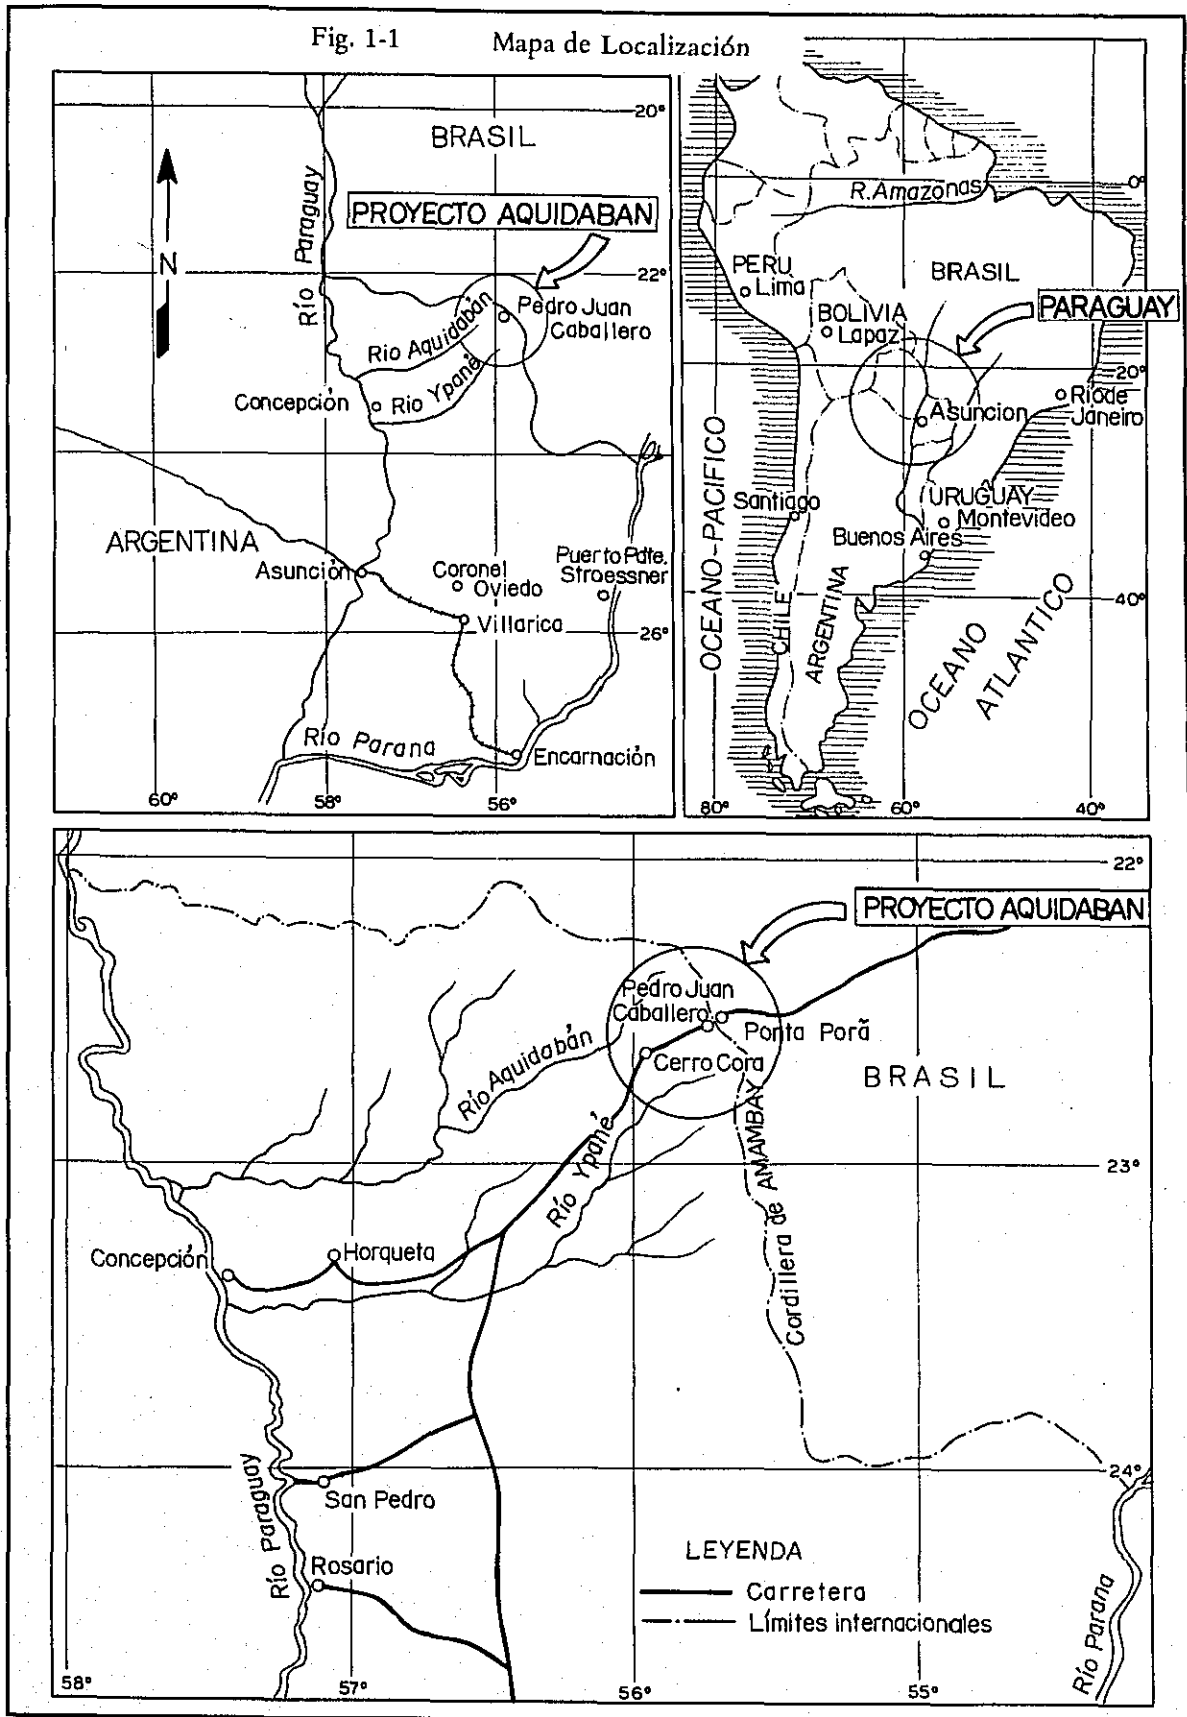 Fig. 1-1 Mapa de Localización
20°
BRASIL
Río Paraguay
PROYECTO AQUIDABAN
N
22°
Pedro Juan
Caballero
Rio Aquidabán
Rio Ypané
Concepción
ARGENTINA
Asunción
Coronel
Oviedo
Puerto Pdte.
Stroessner
Villarica
26°
Río Parana
Encarnación
60°
58°
56°
R. Amazonas
0°
PERU
Lima
BRASIL
BOLIVIA
Lapaz
PARAGUAY
20°
Asuncion
Rio de
Janeiro
OCEANO-PACIFICO
Santiago
URUGUAY
Montevideo
Buenos Aires
CHILE
ARGENTINA
40°
OCEANO
ATLANTICO
80°
60°
40°
22°
PROYECTO AQUIDABAN
Pedro Juan
Caballero
Ponta Porã
Cerro Cora
Río Aquidabán
BRASIL
Río Ypané
Cordillera de AMAMBAY
23°
Concepción
Horqueta
24°
San Pedro
Río Paraguay
Rosario
LEYENDA
Carretera
Límites internacionales
Río Parana
58°
57°
56°
55°